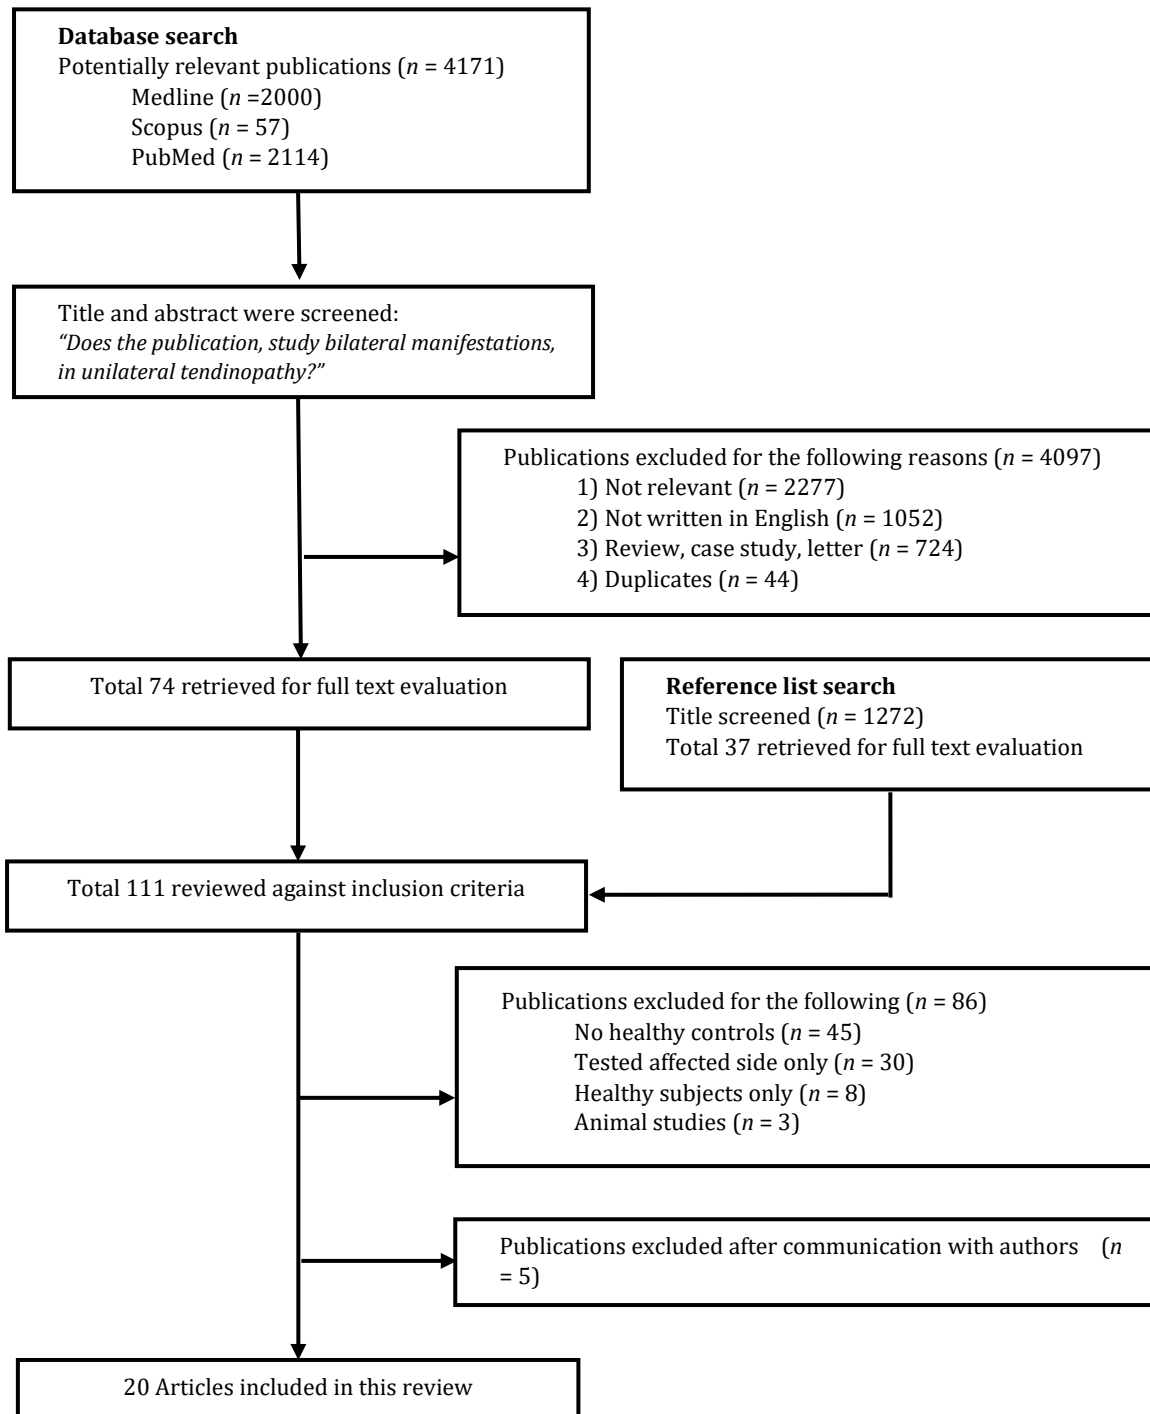 Database search
Potentially relevant publications (n = 4171)
Medline (n =2000)
Scopus (n = 57)
PubMed (n = 2114)
Title and abstract were screened:
“Does the publication, study bilateral manifestations,
in unilateral tendinopathy?”
Publications excluded for the following reasons (n = 4097)
1) Not relevant (n = 2277)
2) Not written in English (n = 1052)
3) Review, case study, letter (n = 724)
4) Duplicates (n = 44)
Total 74 retrieved for full text evaluation
Reference list search
Title screened (n = 1272)
Total 37 retrieved for full text evaluation
Total 111 reviewed against inclusion criteria
Publications excluded for the following (n = 86)
No healthy controls (n = 45)
Tested affected side only (n = 30)
Healthy subjects only (n = 8)
Animal studies (n = 3)
Publications excluded after communication with authors (n
= 5)
20 Articles included in this review